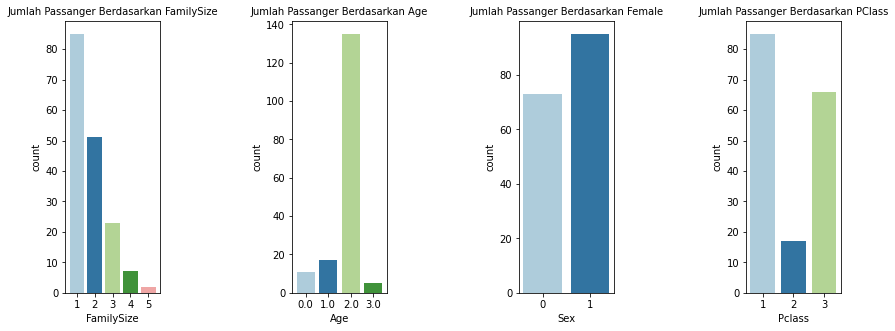 Jumlah Passanger Berdasarkan FamilySize
80
70
60
50
40
30
20
10
0
count
1 2 3 4 5
FamilySize
Jumlah Passanger Berdasarkan Age
140
120
100
80
60
40
20
0
count
0.0 1.0 2.0 3.0
Age
Jumlah Passanger Berdasarkan Female
80
60
40
20
0
count
0 1
Sex
Jumlah Passanger Berdasarkan PClass
80
70
60
50
40
30
20
10
0
count
1 2 3
Pclass